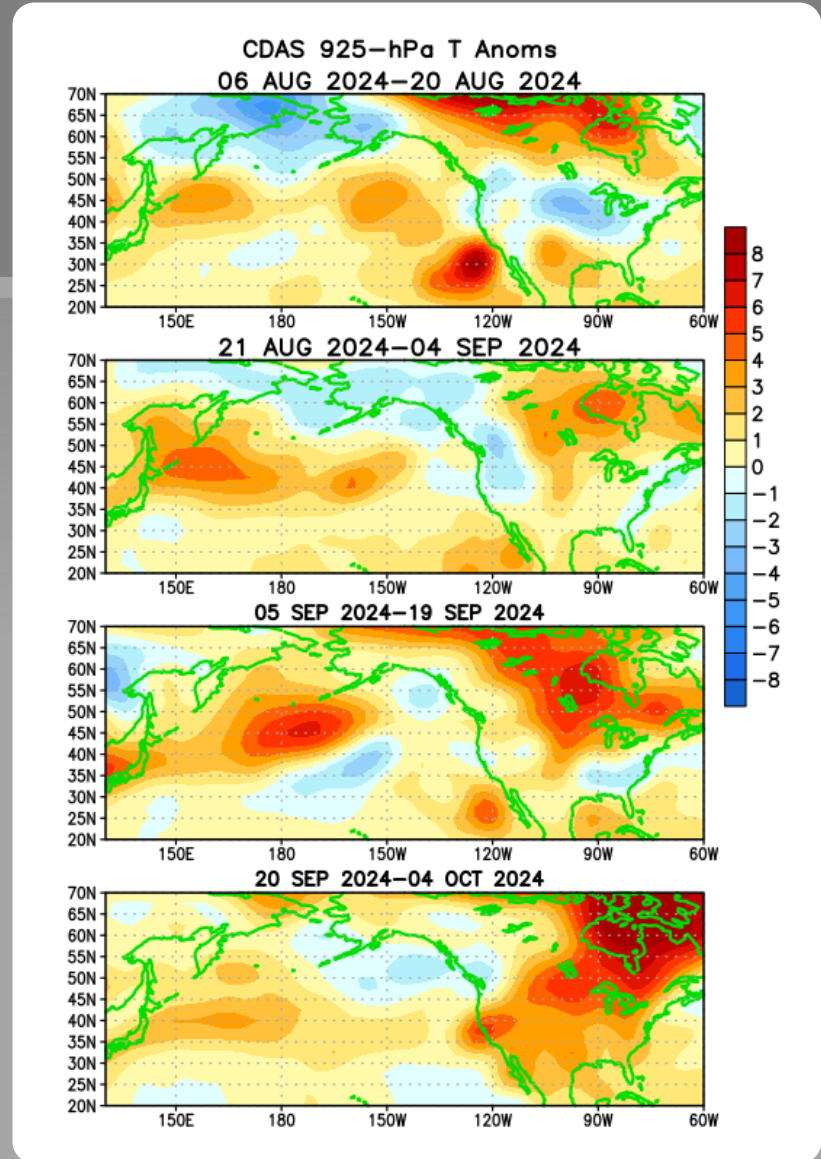 CDAS 925-hPa T Anoms
06 AUG 2024-20 AUG 2024
70N
65N
60N
55N
50N
45N
40N
35N
30N
25N
20N
150E 180 150W 120W 90W 60W
21 AUG 2024-04 SEP 2024
70N
65N
60N
55N
50N
45N
40N
35N
30N
25N
20N
150E 180 150W 120W 90W 60W
05 SEP 2024-19 SEP 2024
70N
65N
60N
55N
50N
45N
40N
35N
30N
25N
20N
150E 180 150W 120W 90W 60W
20 SEP 2024-04 OCT 2024
70N
65N
60N
55N
50N
45N
40N
35N
30N
25N
20N
150E 180 150W 120W 90W 60W
8
7
6
5
4
3
2
1
0
-1
-2
-3
-4
-5
-6
-7
-8